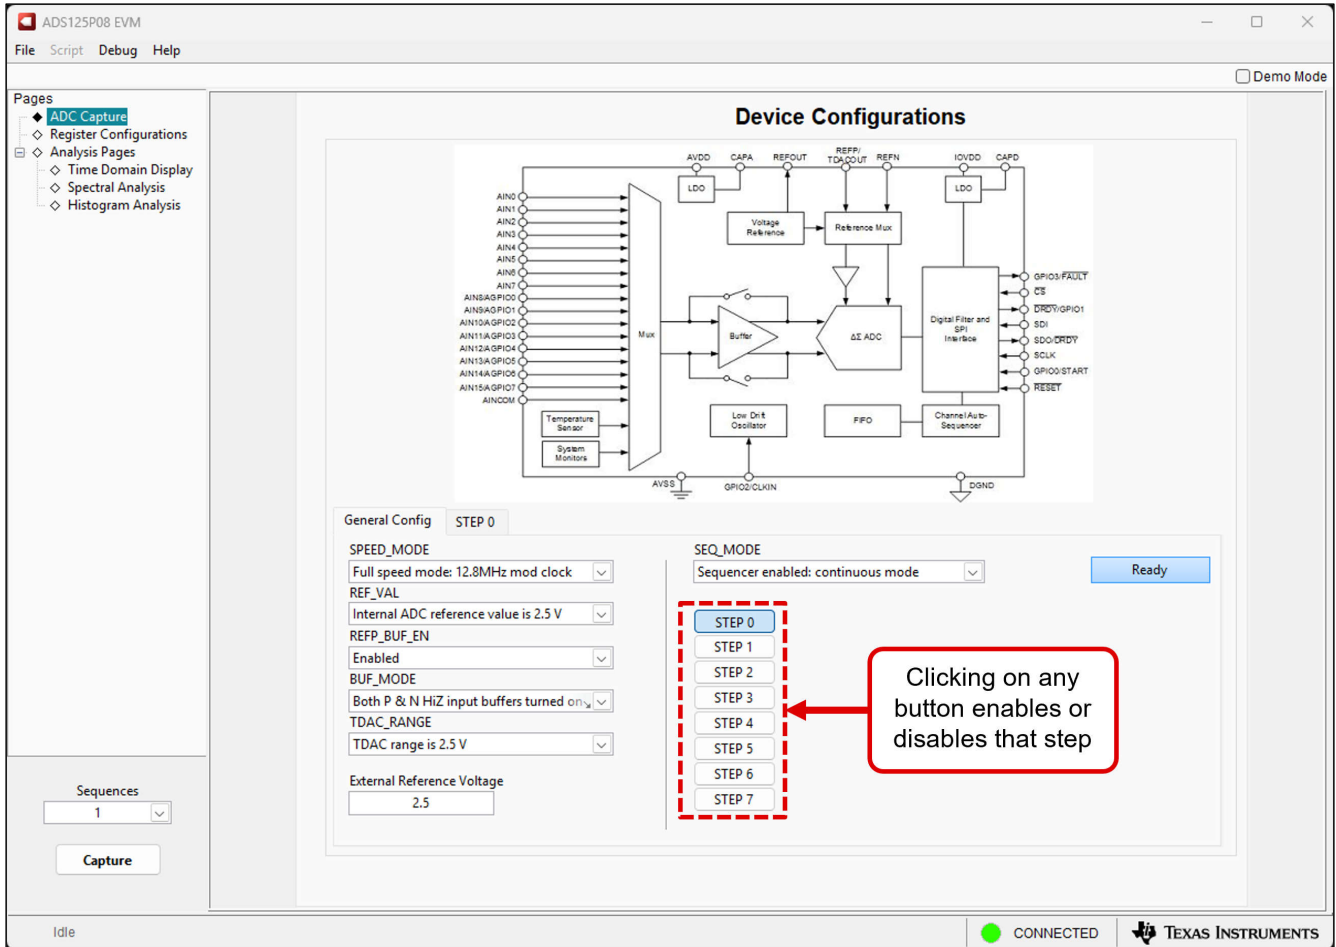 ADS125P08 EVM
File Script Debug Help
Demo Mode
Pages
ADC Capture
Register Configurations
Analysis Pages
Time Domain Display
Spectral Analysis
Histogram Analysis
Device Configurations
AVDD CAPA REFOUT REFP/ TDACOUT REFN IOVDD CAPD
LDO
LDO
Voltage
Reference
Reference Mux
AIN0
AIN1
AIN2
AIN3
AIN4
AIN5
AIN6
AIN7
AIN8/AGPIO0
AIN9/AGPIO1
AIN10/AGPIO2
AIN11/AGPIO3
AIN12/AGPIO4
AIN13/AGPIO5
AIN14/AGPIO6
AIN15/AGPIO7
AINCOM
Mux
Buffer
ΔΣ ADC
Digital Filter and
SPI
Interface
GPIO3/FAULT
CS
DRDY/GPIO1
SDI
SDO/DRDY
SCLK
GPIO0/START
RESET
Temperature
Sensor
System
Monitors
Low Drift
Oscillator
FIFO
Channel Auto-
Sequencer
AVSS
GPIO2/CLKIN
DGND
General Config STEP 0
SPEED_MODE
Full speed mode: 12.8MHz mod clock
REF_VAL
Internal ADC reference value is 2.5 V
REFP_BUF_EN
Enabled
BUF_MODE
Both P & N HiZ input buffers turned on
TDAC_RANGE
TDAC range is 2.5 V
External Reference Voltage
2.5
SEQ_MODE
Sequencer enabled: continuous mode
Ready
STEP 0
STEP 1
STEP 2
STEP 3
STEP 4
STEP 5
STEP 6
STEP 7
Clicking on any
button enables or
disables that step
Sequences
1
Capture
Idle
CONNECTED
TEXAS INSTRUMENTS